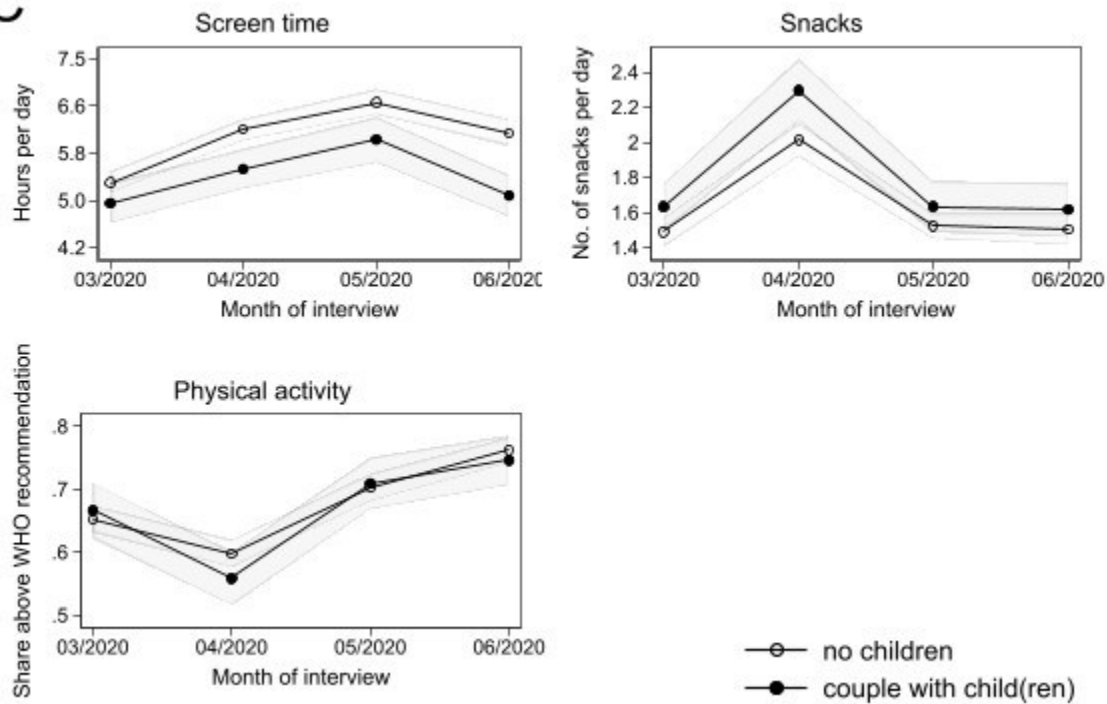 Screen time
Hours per day
7.5
6.6
5.8
5.0
4.2
03/2020 04/2020 05/2020 06/2020
Month of interview
Snacks
No. of snacks per day
2.4
2.2
2
1.8
1.6
1.4
03/2020 04/2020 05/2020 06/2020
Month of interview
Physical activity
Share above WHO recommendation
.8
.7
.6
.5
03/2020 04/2020 05/2020 06/2020
Month of interview
no children
couple with child(ren)